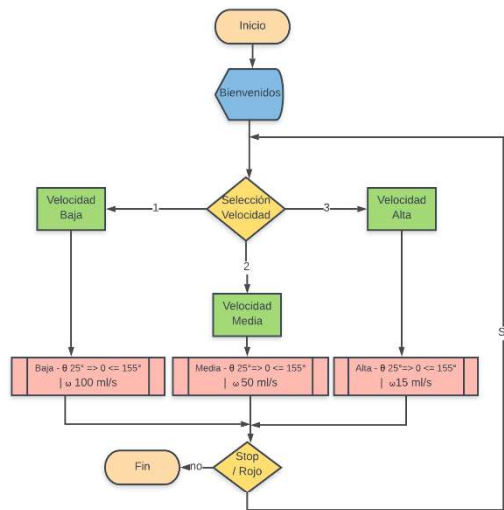 Inicio
Bienvenidos
Selección
Velocidad
1
3
2
Velocidad
Baja
Velocidad
Alta
Velocidad
Media
Baja - θ 25° => 0 <= 155°
| ω 100 ml/s
Media - θ 25°=> 0 <= 155°
| ω 50 ml/s
Alta - θ 25° => 0 <= 155°
| ω15 ml/s
S
Stop
/ Rojo
no
Fin